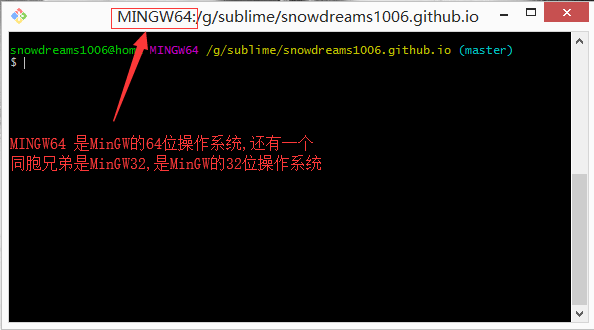 MINGW64:/g/sublime/snowdreams1006.github.io
snowdreams1006@hom MINGW64 /g/sublime/snowdreams1006.github.io (master)
$
MINGW64 是MinGW的64位操作系统,还有一个
同胞兄弟是MinGW32,是MinGW的32位操作系统